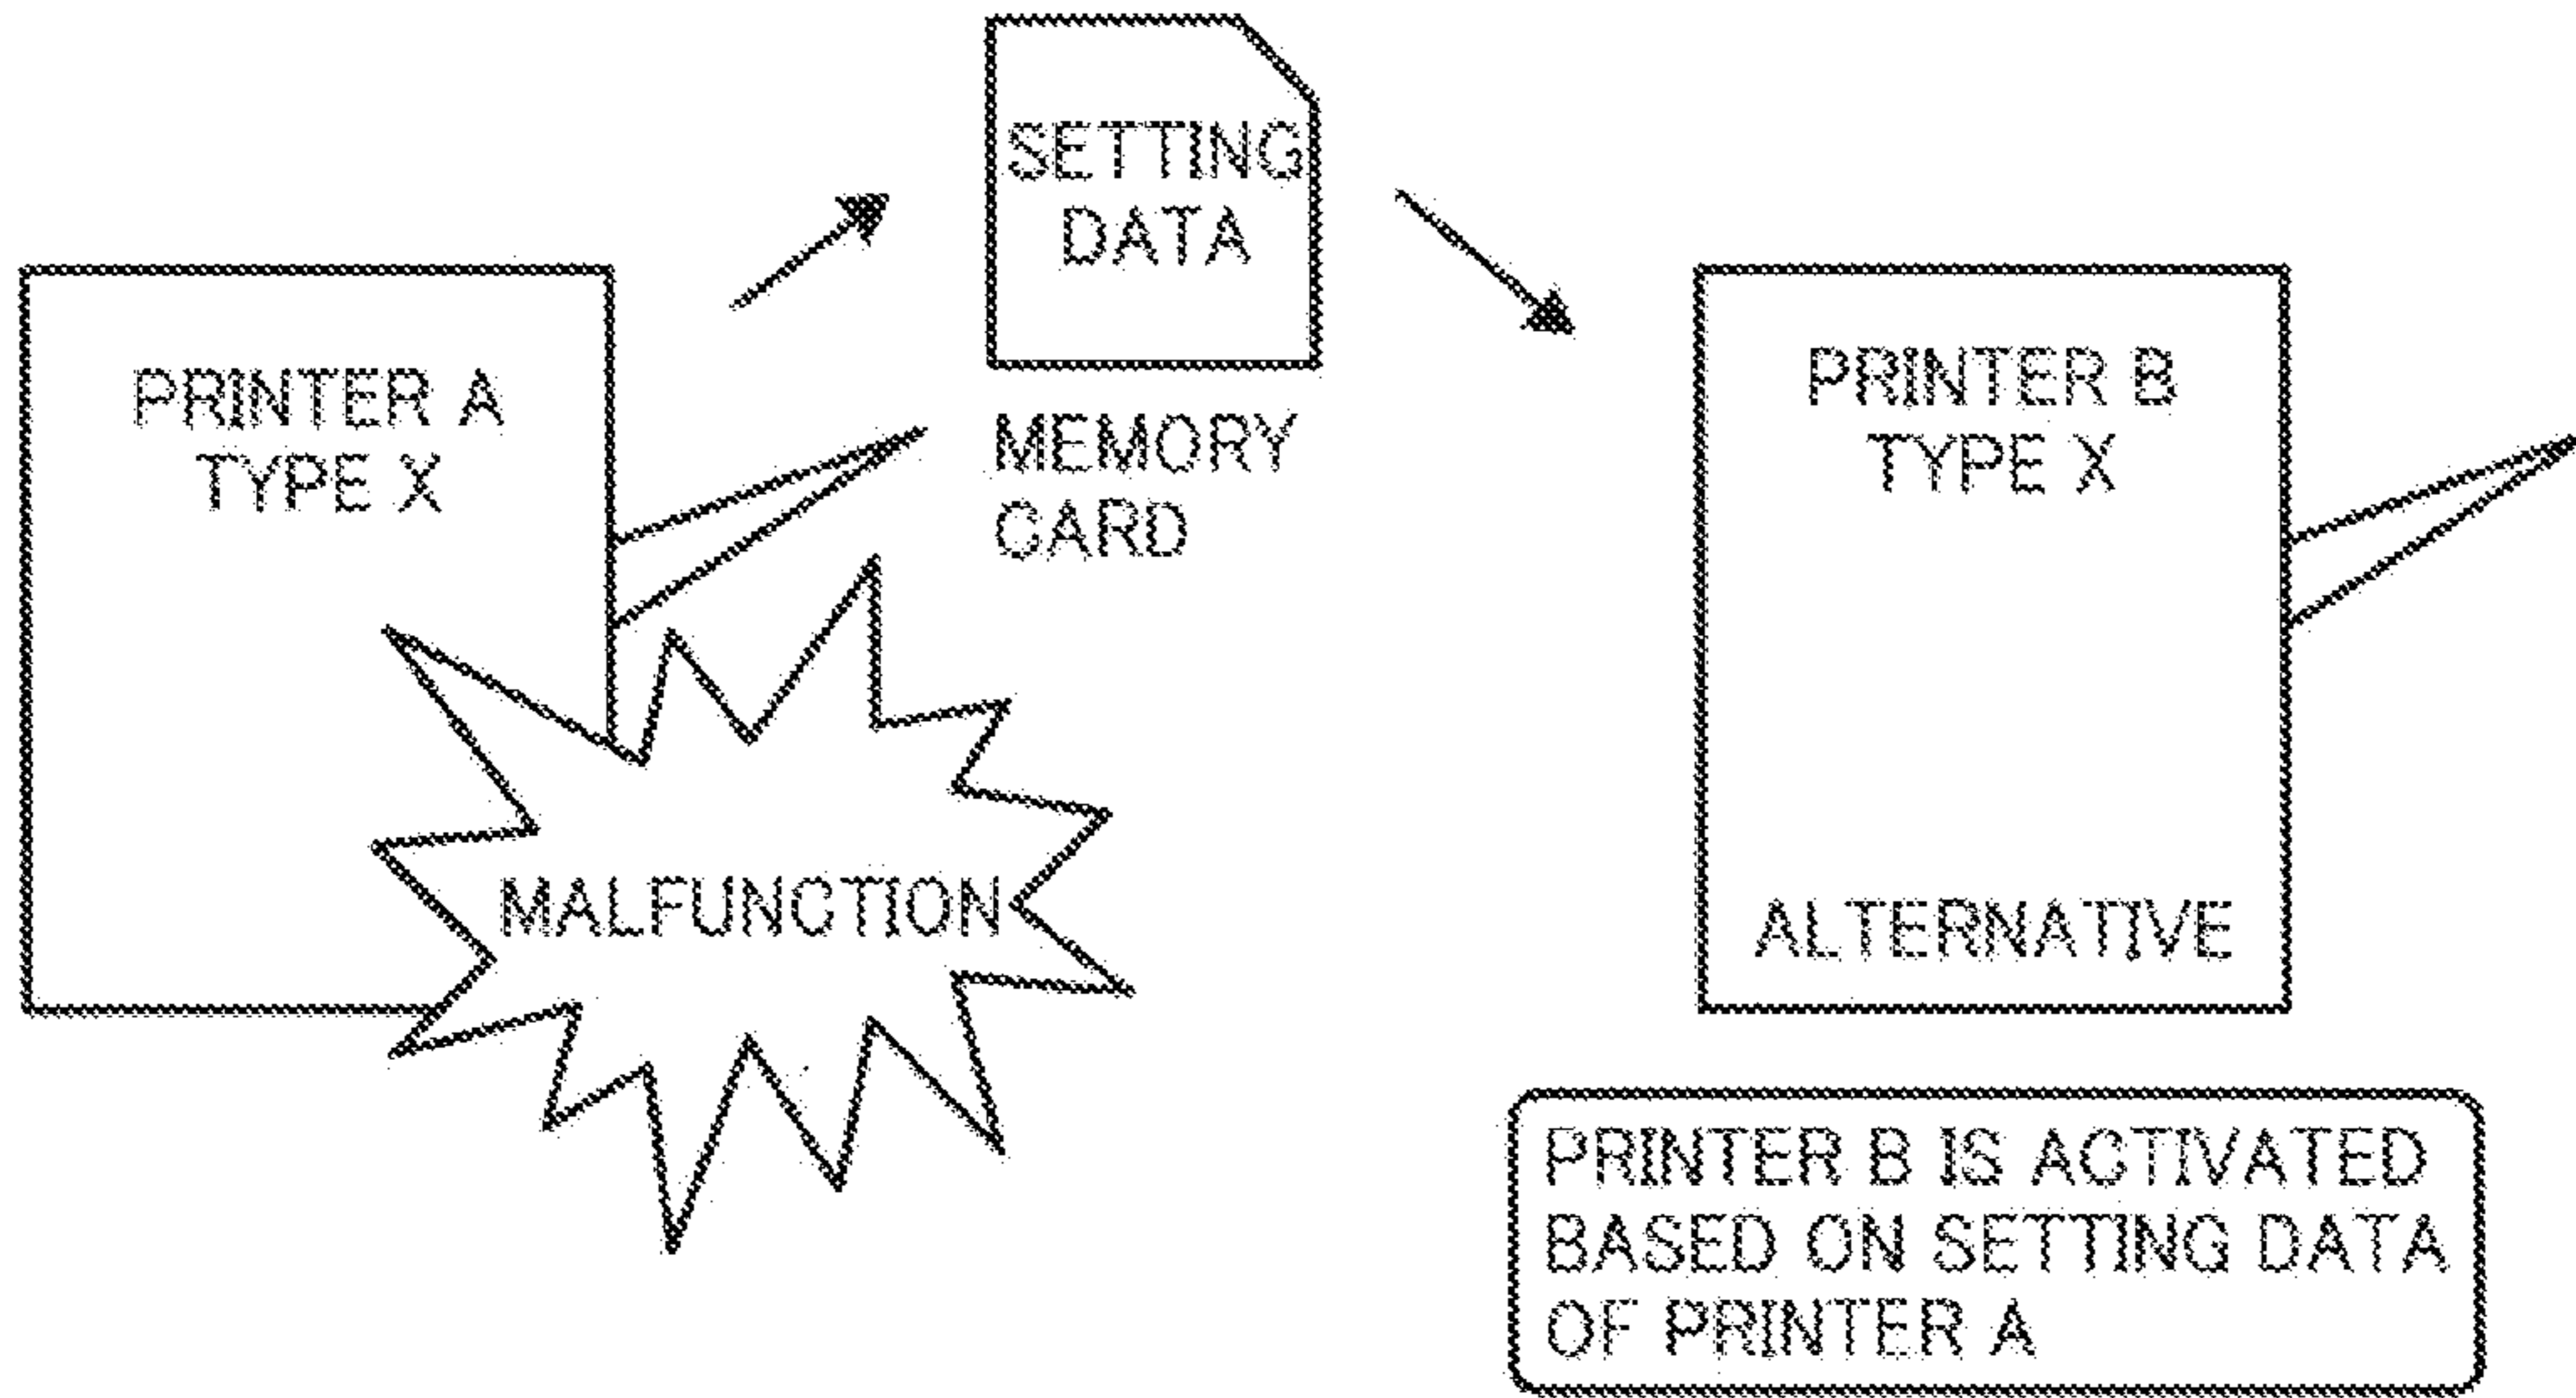 SETTING
DATA
MEMORY
CARD
PRINTER A
TYPE X
MALFUNCTION
PRINTER B
TYPE X
ALTERNATIVE
PRINTER B IS ACTIVATED
BASED ON SETTING DATA
OF PRINTER A